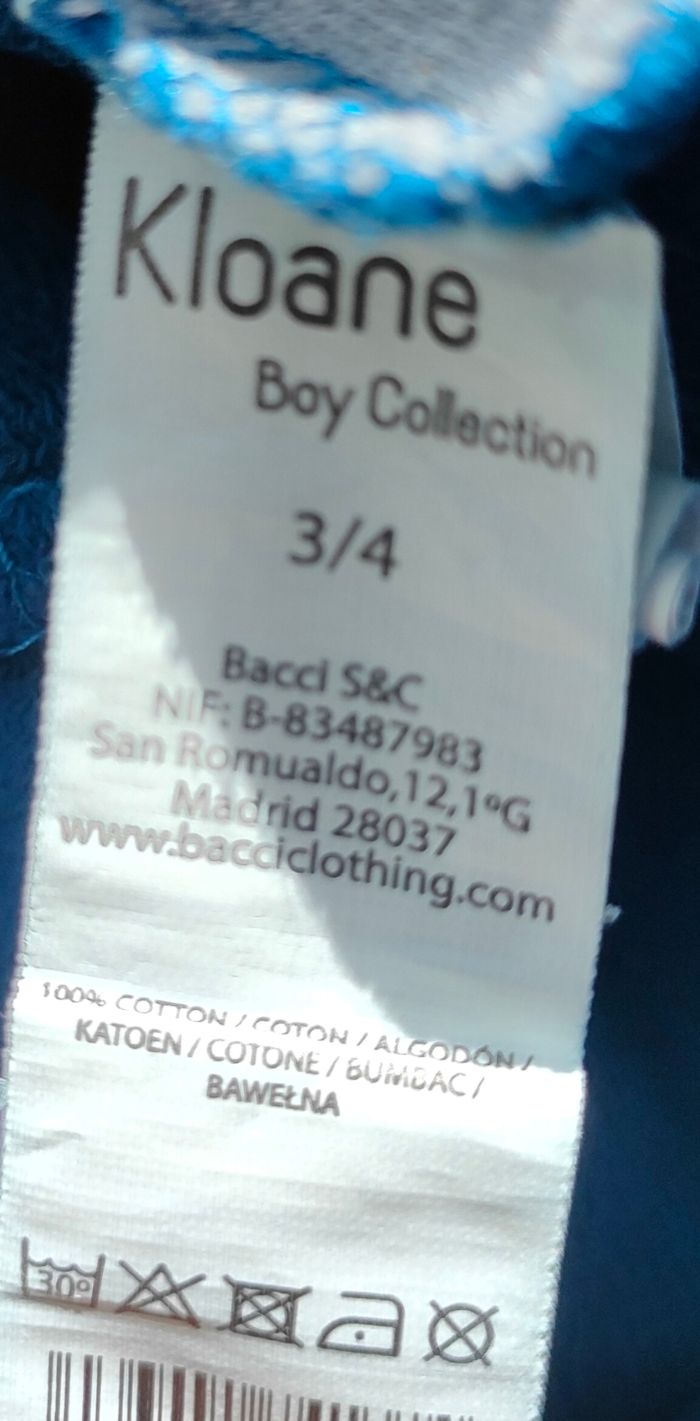 Kloane
Boy Collection
3/4
Bacci S&C
NIF: B-83487983
San Romualdo,12,1ºG
Madrid 28037
www.bacciclothing.com
100% COTTON / COTON / ALGODÓN /
KATOEN / COTONE / BUMBAC /
BAWEŁNA
30º